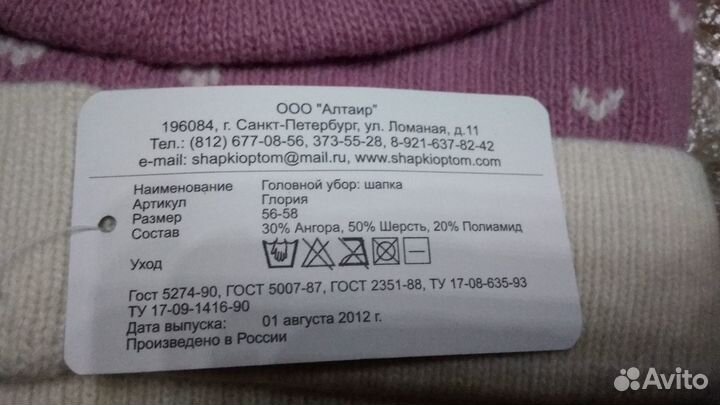 ООО "Алтаир"
196084, г. Санкт-Петербург, ул. Ломаная, д.11
Тел.: (812) 677-08-56, 373-55-28, 8-921-637-82-42
e-mail: shapkioptom@mail.ru, www.shapkioptom.com
Наименование Головной убор: шапка
Артикул Глория
Размер 56-58
Состав 30% Ангора, 50% Шерсть, 20% Полиамид
Уход
Гост 5274-90, ГОСТ 5007-87, ГОСТ 2351-88, ТУ 17-08-635-93
ТУ 17-09-1416-90
Дата выпуска: 01 августа 2012 г.
Произведено в России
Avito